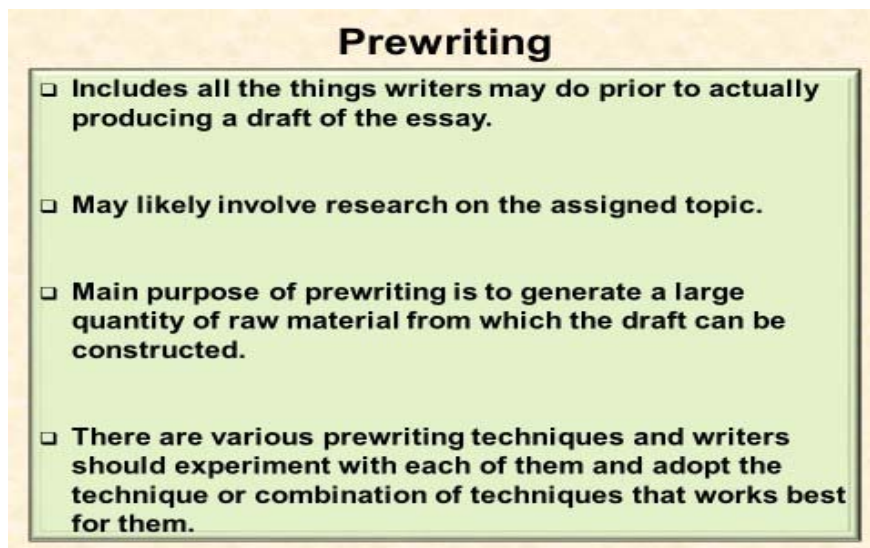 Prewriting
❑ Includes all the things writers may do prior to actually
producing a draft of the essay.
❑ May likely involve research on the assigned topic.
❑ Main purpose of prewriting is to generate a large
quantity of raw material from which the draft can be
constructed.
❑ There are various prewriting techniques and writers
should experiment with each of them and adopt the
technique or combination of techniques that works best
for them.